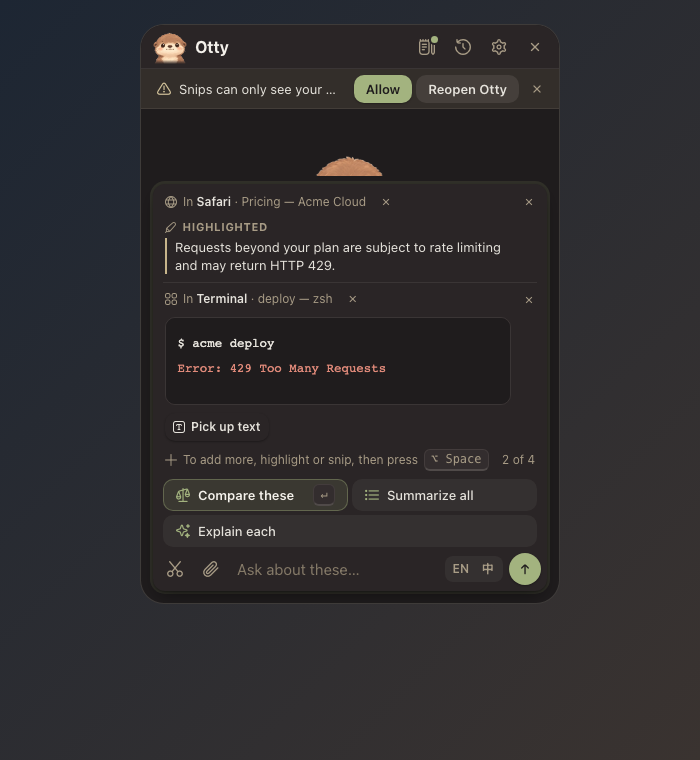 Otty
Snips can only see your …
Allow
Reopen Otty
In Safari · Pricing — Acme Cloud
HIGHLIGHTED
Requests beyond your plan are subject to rate limiting
and may return HTTP 429.
In Terminal · deploy — zsh
$ acme deploy
Error: 429 Too Many Requests
Pick up text
To add more, highlight or snip, then press ⌥ Space 2 of 4
Compare these
Summarize all
Explain each
Ask about these...
EN 中